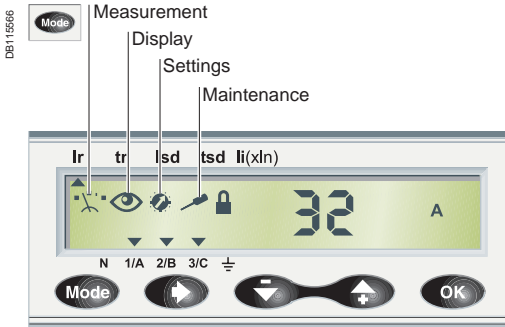 DB115566
Mode
Measurement
Display
Settings
Maintenance
Ir tr Isd tsd Ii(xIn)
32 A
N 1/A 2/B 3/C
Mode OK